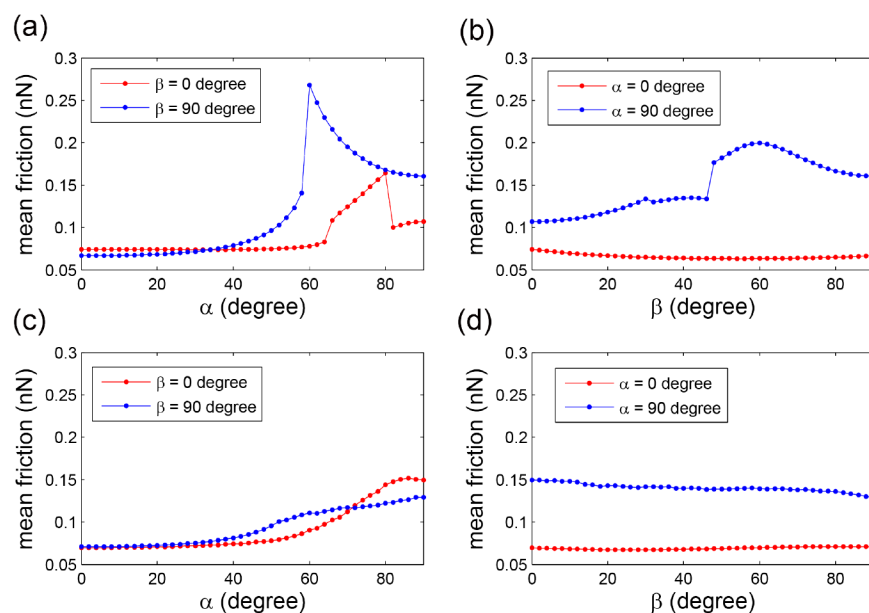 (a)
mean friction (nN)
0.3
0.25
0.2
0.15
0.1
0.05
β = 0 degree
β = 90 degree
0 20 40 60 80
α (degree)
(b)
mean friction (nN)
0.3
0.25
0.2
0.15
0.1
0.05
α = 0 degree
α = 90 degree
0 20 40 60 80
β (degree)
(c)
mean friction (nN)
0.3
0.25
0.2
0.15
0.1
0.05
β = 0 degree
β = 90 degree
0 20 40 60 80
α (degree)
(d)
mean friction (nN)
0.3
0.25
0.2
0.15
0.1
0.05
α = 0 degree
α = 90 degree
0 20 40 60 80
β (degree)